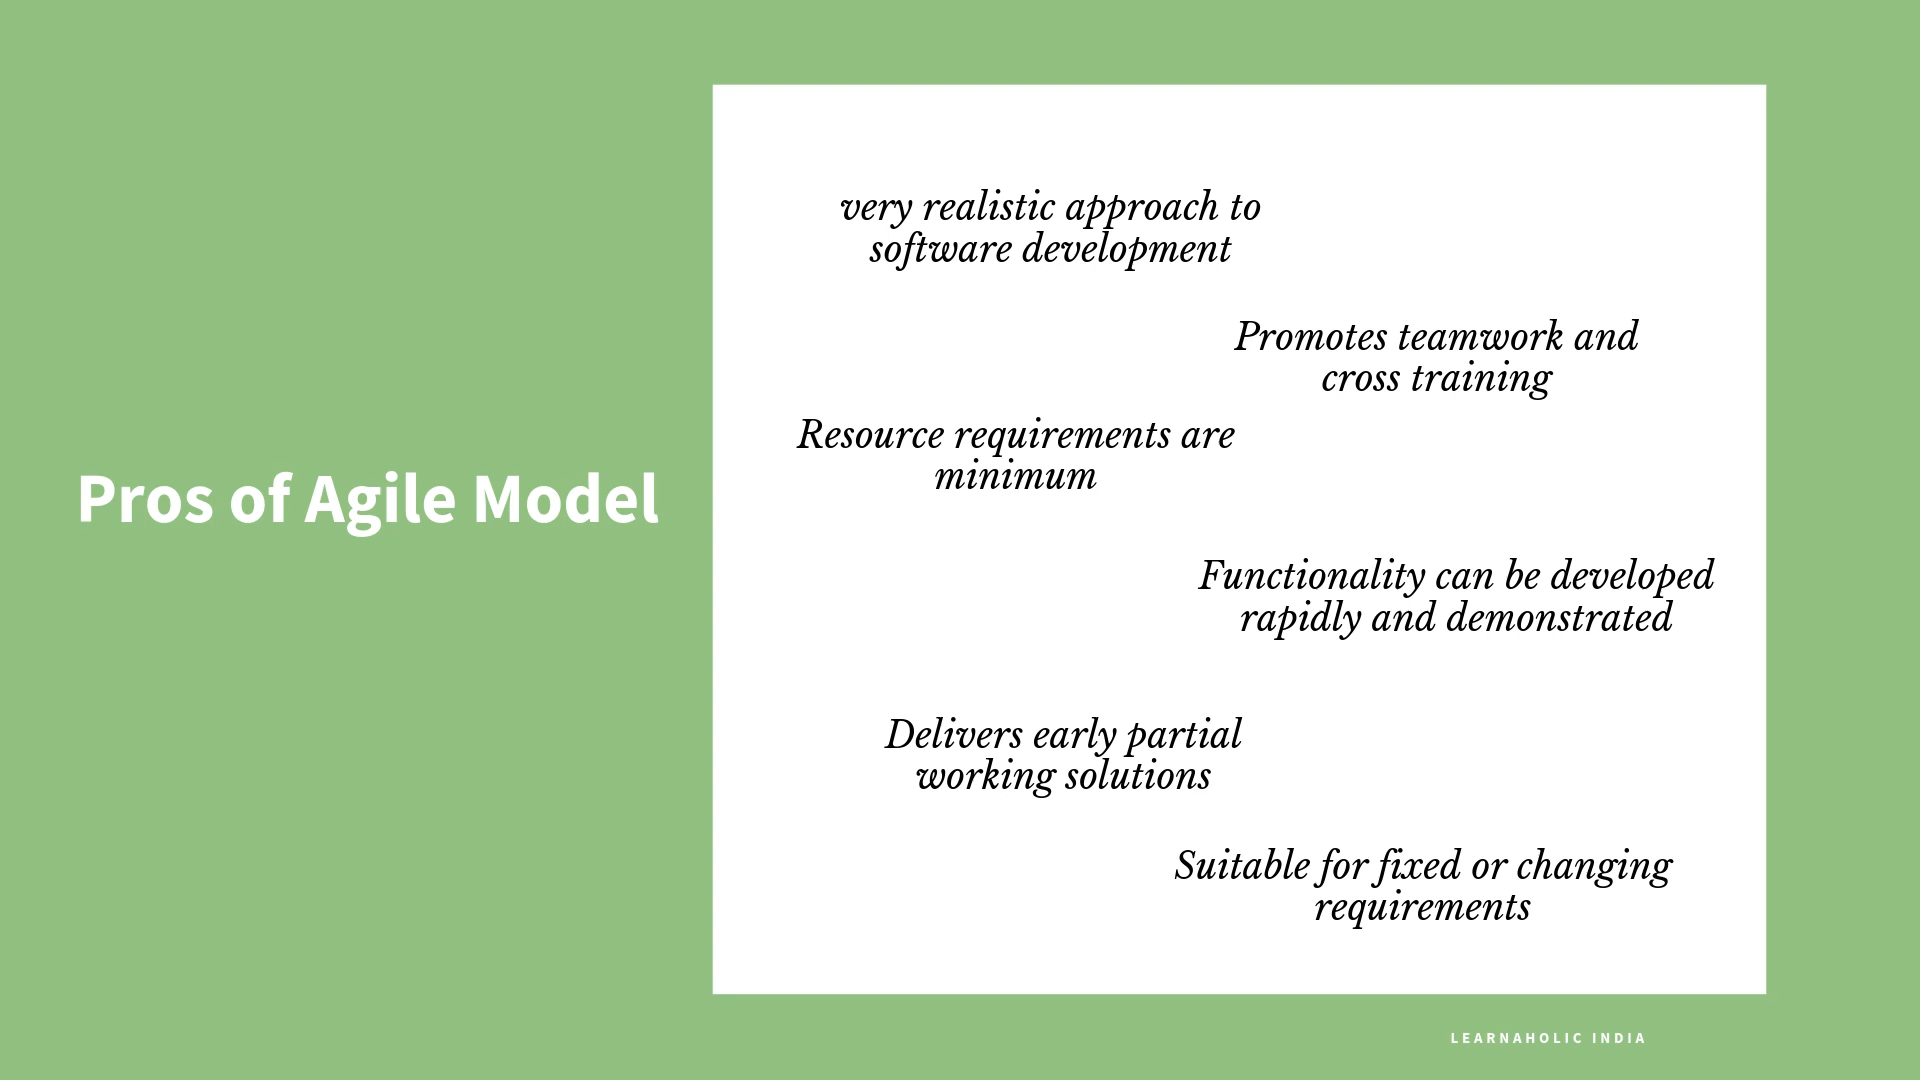 Pros of Agile Model
very realistic approach to
software development
Promotes teamwork and
cross training
Resource requirements are
minimum
Functionality can be developed
rapidly and demonstrated
Delivers early partial
working solutions
Suitable for fixed or changing
requirements
LEARNAHOLIC INDIA